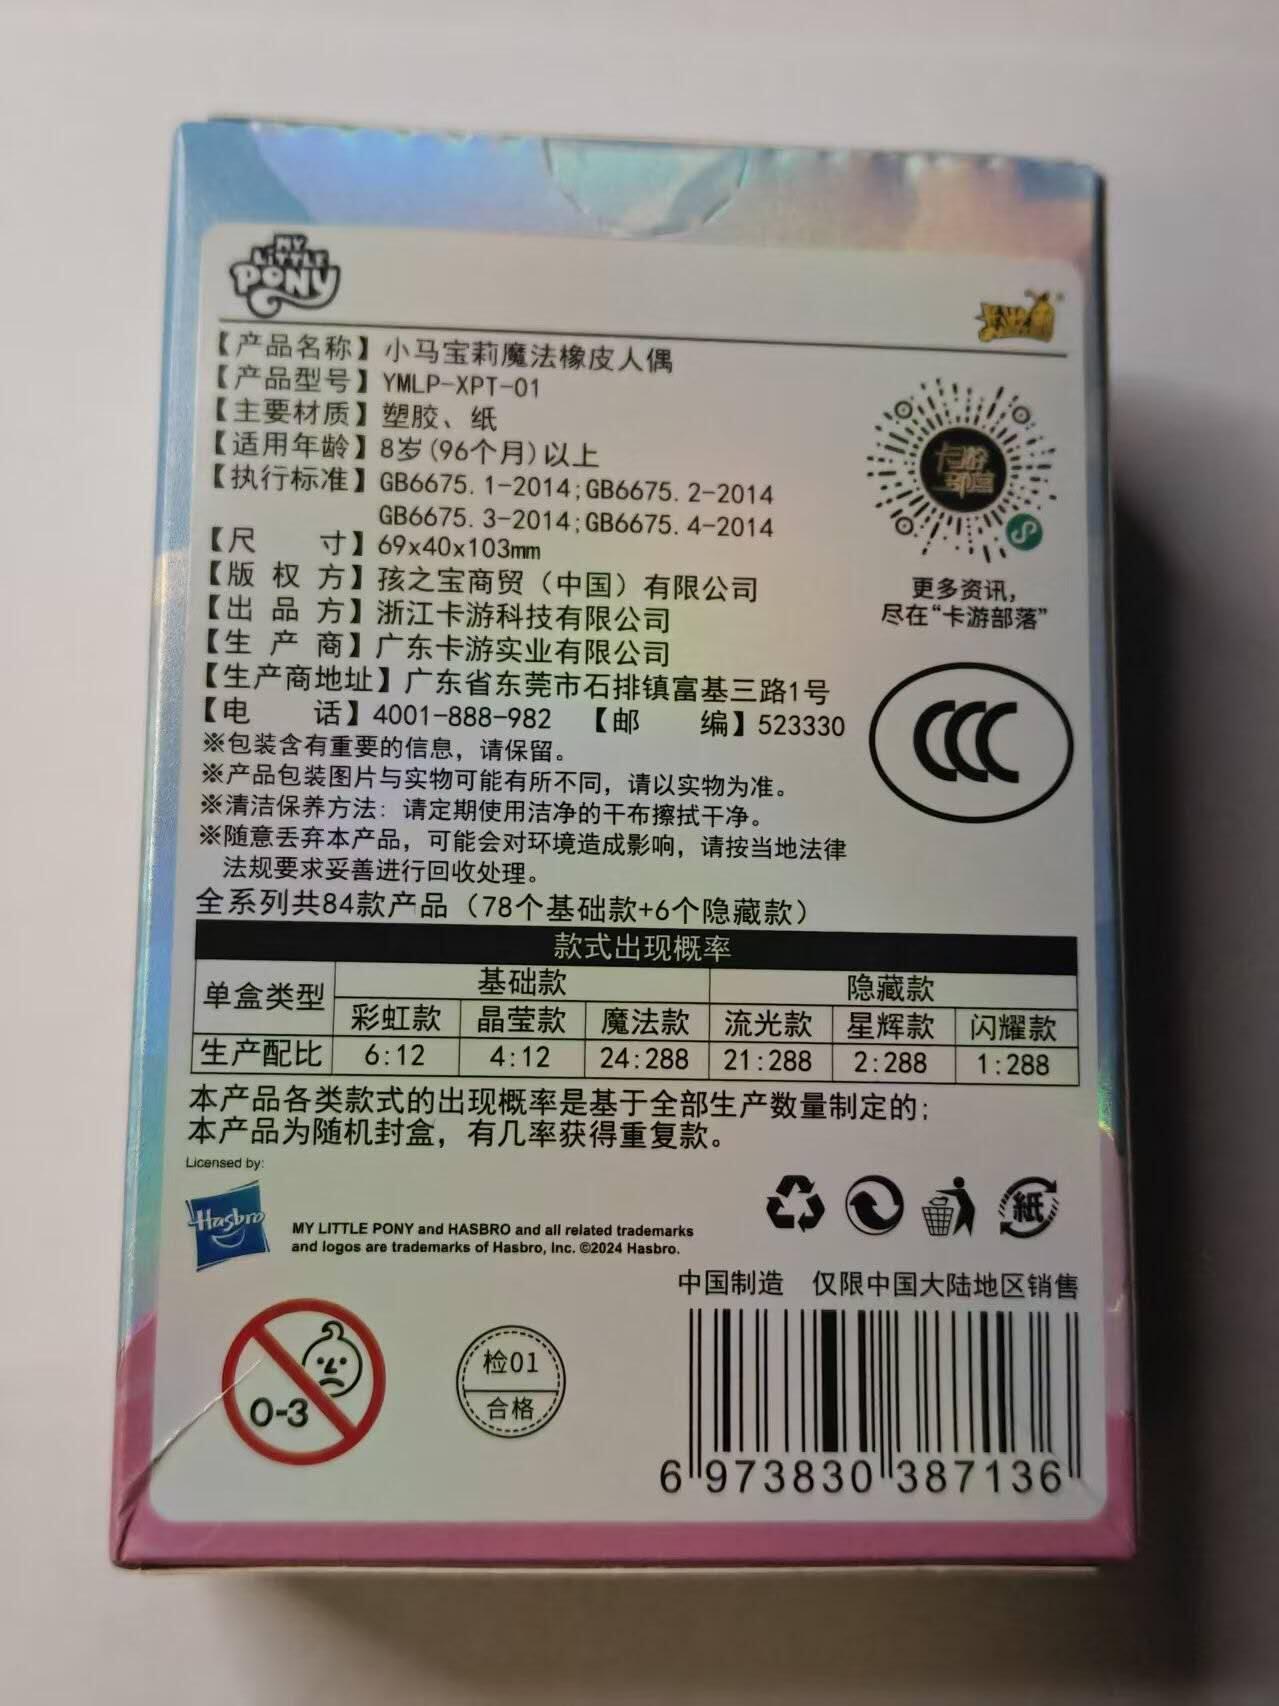 MY
LITTLE
PONY
【产品名称】小马宝莉魔法橡皮人偶
【产品型号】YMLP-XPT-01
【主要材质】塑胶、纸
【适用年龄】8岁(96个月)以上
【执行标准】GB6675.1-2014;GB6675.2-2014
GB6675.3-2014;GB6675.4-2014
【尺 寸】69x40x103mm
【版 权 方】孩之宝商贸（中国）有限公司
【出 品 方】浙江卡游科技有限公司
【生 产 商】广东卡游实业有限公司
【生产商地址】广东省东莞市石排镇富基三路1号
【电 话】4001-888-982 【邮 编】523330
卡游
部落
更多资讯，
尽在“卡游部落”
CCC
※包装含有重要的信息，请保留。
※产品包装图片与实物可能有所不同，请以实物为准。
※清洁保养方法：请定期使用洁净的干布擦拭干净。
※随意丢弃本产品，可能会对环境造成影响，请按当地法律
法规要求妥善进行回收处理。
全系列共84款产品（78个基础款+6个隐藏款）
款式出现概率
单盒类型 基础款 隐藏款
彩虹款 晶莹款 魔法款 流光款 星辉款 闪耀款
生产配比 6:12 4:12 24:288 21:288 2:288 1:288
本产品各类款式的出现概率是基于全部生产数量制定的；
本产品为随机封盒，有几率获得重复款。
Licensed by:
Hasbro
MY LITTLE PONY and HASBRO and all related trademarks
and logos are trademarks of Hasbro, Inc. ©2024 Hasbro.
紙
中国制造 仅限中国大陆地区销售
0-3
检01
合格
6 973830 387136